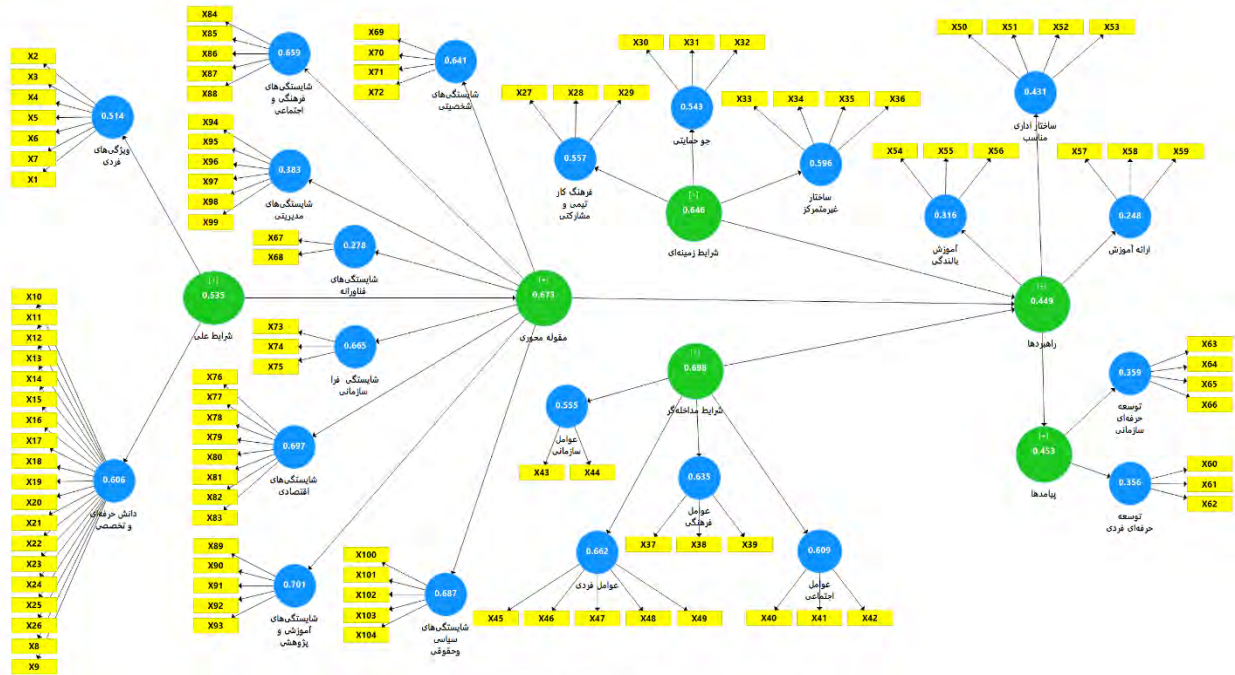 X2
X3
X4
X5
X6
X7
X1
0.514
ویژگی‌های
فردی
X10
X11
X12
X13
X14
X15
X16
X17
X18
X19
X20
X21
X22
X23
X24
X25
X26
X8
X9
0.606
دانش حرفه‌ای
و تخصصی
[+]
0.535
شرایط علی
X84
X85
X86
X87
X88
0.659
شایستگی‌های
فرهنگی و
اجتماعی
X94
X95
X96
X97
X98
X99
0.383
شایستگی‌های
مدیریتی
X67
X68
0.278
شایستگی‌های
فناورانه
X73
X74
X75
0.665
شایستگی فرا
سازمانی
X76
X77
X78
X79
X80
X81
X82
X83
0.697
شایستگی‌های
اقتصادی
X89
X90
X91
X92
X93
0.701
شایستگی‌های
آموزشی و
پژوهشی
X69
X70
X71
X72
0.641
شایستگی‌های
شخصیتی
[+]
0.673
مقوله محوری
X100
X101
X102
X103
X104
0.687
شایستگی‌های
سیاسی
وحقوقی
X27
X28
X29
0.557
فرهنگ کار
تیمی و
مشارکتی
X30
X31
X32
0.543
جو حمایتی
X33
X34
X35
X36
0.596
ساختار
غیرمتمرکز
[+]
0.646
شرایط زمینه‌ای
[+]
0.698
شرایط مداخله‌گر
0.555
عوامل
سازمانی
X43
X44
0.635
عوامل
فرهنگی
X37
X38
X39
0.662
عوامل فردی
X45
X46
X47
X48
X49
0.609
عوامل
اجتماعی
X40
X41
X42
X50
X51
X52
X53
0.431
ساختار اداری
مناسب
X54
X55
X56
0.316
آموزش
بالندگی
X57
X58
X59
0.248
ارائه آموزش
[+]
0.449
راهبردها
X63
X64
X65
X66
0.359
توسعه
حرفه‌ای
سازمانی
[+]
0.453
پیامدها
X60
X61
X62
0.356
توسعه
حرفه‌ای فردی